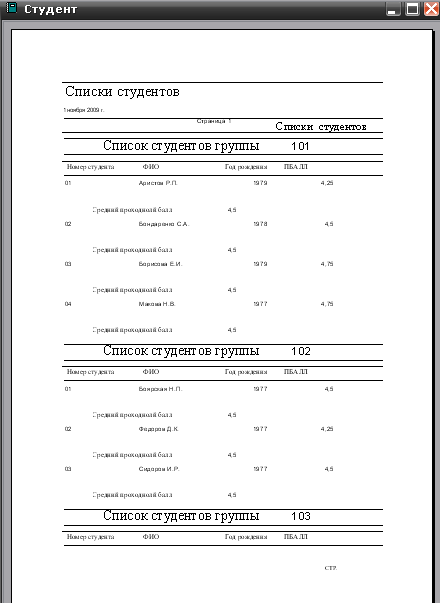 Студент
Списки студентов
1 ноября 2009 г.
Страница 1
Списки студентов
Список студентов группы 101
Номер студента ФИО Год рождения ПБАЛЛ
01 Аристов Р.П. 1979 4,25
Средний проходной балл 4,5
02 Бондаренко С.А. 1978 4,5
Средний проходной балл 4,5
03 Борисова Е.И. 1979 4,75
Средний проходной балл 4,5
04 Макова Н.В. 1977 4,75
Средний проходной балл 4,5
Список студентов группы 102
Номер студента ФИО Год рождения ПБАЛЛ
01 Боярская Н.П. 1977 4,5
Средний проходной балл 4,5
02 Федоров Д.К. 1977 4,25
Средний проходной балл 4,5
03 Сидоров И.Р. 1977 4,5
Средний проходной балл 4,5
Список студентов группы 103
Номер студента ФИО Год рождения ПБАЛЛ
СТР.